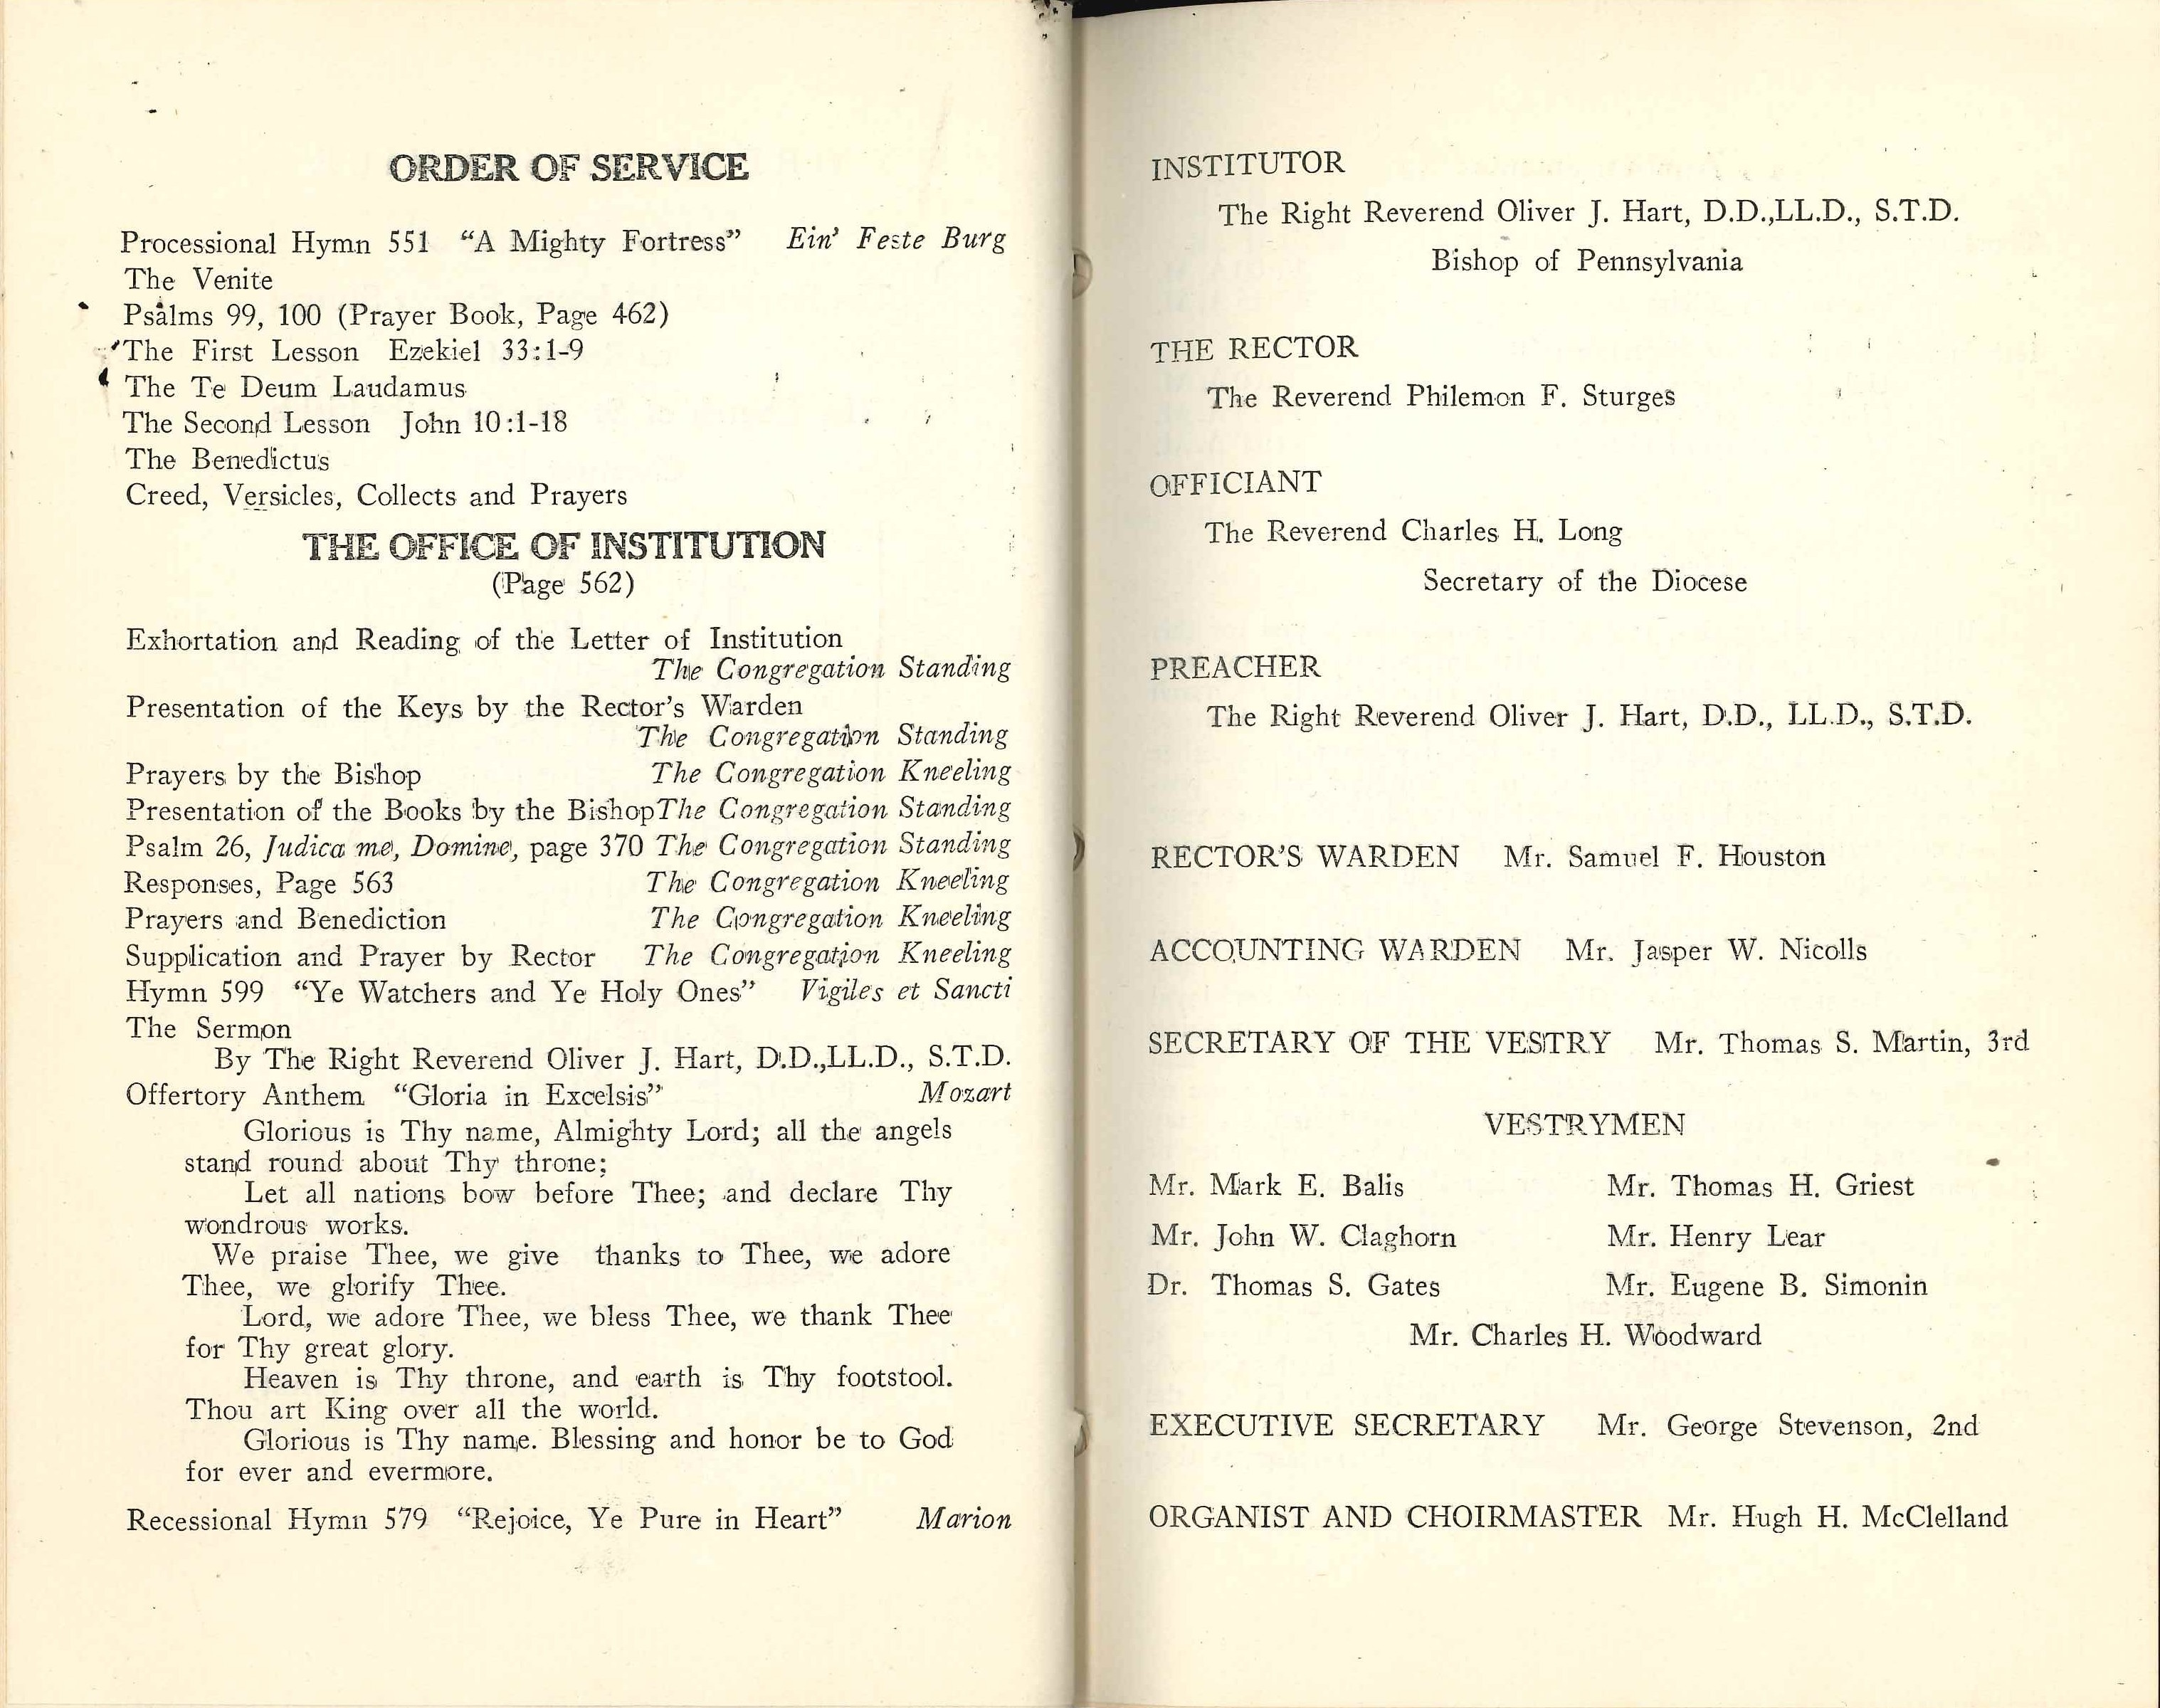 ORDER OF SERVICE
Processional Hymn 551 “A Mighty Fortress” Ein’ Feste Burg
The Venite
Psalms 99, 100 (Prayer Book, Page 462)
The First Lesson Ezekiel 33:1-9
The Te Deum Laudamus
The Second Lesson John 10:1-18
The Benedictus
Creed, Versicles, Collects and Prayers
THE OFFICE OF INSTITUTION
(Page 562)
Exhortation and Reading of the Letter of Institution
The Congregation Standing
Presentation of the Keys by the Rector’s Warden
The Congregation Standing
Prayers by the Bishop The Congregation Kneeling
Presentation of the Books by the Bishop The Congregation Standing
Psalm 26, Judica me, Domine, page 370 The Congregation Standing
Responses, Page 563 The Congregation Kneeling
Prayers and Benediction The Congregation Kneeling
Supplication and Prayer by Rector The Congregation Kneeling
Hymn 599 “Ye Watchers and Ye Holy Ones” Vigiles et Sancti
The Sermon
By The Right Reverend Oliver J. Hart, D.D.,LL.D., S.T.D.
Offertory Anthem “Gloria in Excelsis” Mozart
Glorious is Thy name, Almighty Lord; all the angels
stand round about Thy throne;
Let all nations bow before Thee; and declare Thy
wondrous works.
We praise Thee, we give thanks to Thee, we adore
Thee, we glorify Thee.
Lord, we adore Thee, we bless Thee, we thank Thee
for Thy great glory.
Heaven is Thy throne, and earth is Thy footstool.
Thou art King over all the world.
Glorious is Thy name. Blessing and honor be to God
for ever and evermore.
Recessional Hymn 579 “Rejoice, Ye Pure in Heart” Marion
INSTITUTOR
The Right Reverend Oliver J. Hart, D.D.,LL.D., S.T.D.
Bishop of Pennsylvania
THE RECTOR
The Reverend Philemon F. Sturges
OFFICIANT
The Reverend Charles H. Long
Secretary of the Diocese
PREACHER
The Right Reverend Oliver J. Hart, D.D., LL.D., S.T.D.
RECTOR’S WARDEN Mr. Samuel F. Houston
ACCOUNTING WARDEN Mr. Jasper W. Nicolls
SECRETARY OF THE VESTRY Mr. Thomas S. Martin, 3rd
VESTRYMEN
Mr. Mark E. Balis Mr. Thomas H. Griest
Mr. John W. Claghorn Mr. Henry Lear
Dr. Thomas S. Gates Mr. Eugene B. Simonin
Mr. Charles H. Woodward
EXECUTIVE SECRETARY Mr. George Stevenson, 2nd
ORGANIST AND CHOIRMASTER Mr. Hugh H. McClelland